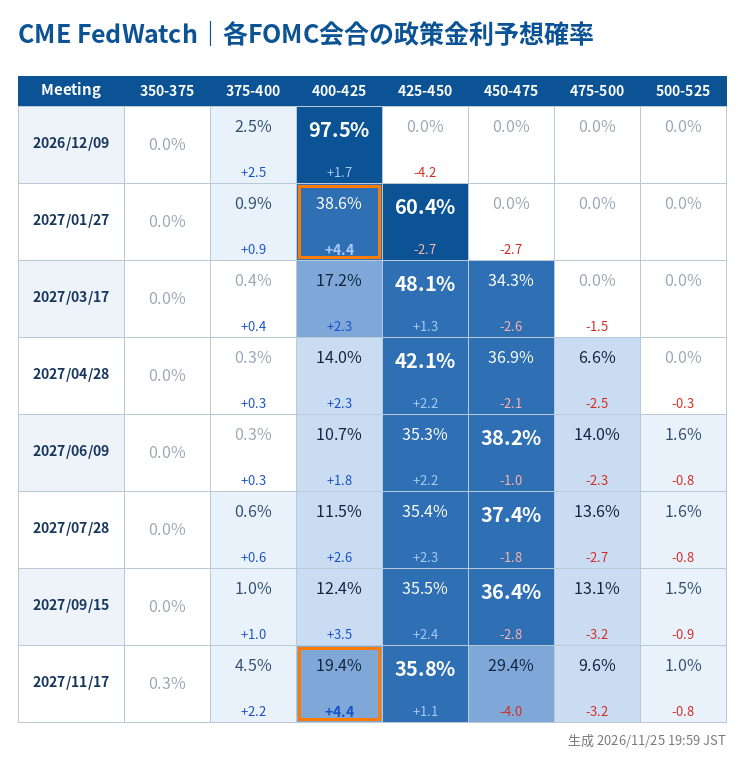 CME FedWatch｜各FOMC会合の政策金利予想確率
Meeting 350-375 375-400 400-425 425-450 450-475 475-500 500-525
2026/12/09 0.0% 2.5% 97.5% 0.0% 0.0% 0.0% 0.0%
+2.5 +1.7 -4.2
2027/01/27 0.0% 0.9% 38.6% 60.4% 0.0% 0.0% 0.0%
+0.9 +4.4 -2.7 -2.7
2027/03/17 0.0% 0.4% 17.2% 48.1% 34.3% 0.0% 0.0%
+0.4 +2.3 +1.3 -2.6 -1.5
2027/04/28 0.0% 0.3% 14.0% 42.1% 36.9% 6.6% 0.0%
+0.3 +2.3 +2.2 -2.1 -2.5 -0.3
2027/06/09 0.0% 0.3% 10.7% 35.3% 38.2% 14.0% 1.6%
+0.3 +1.8 +2.2 -1.0 -2.3 -0.8
2027/07/28 0.0% 0.6% 11.5% 35.4% 37.4% 13.6% 1.6%
+0.6 +2.6 +2.3 -1.8 -2.7 -0.8
2027/09/15 0.0% 1.0% 12.4% 35.5% 36.4% 13.1% 1.5%
+1.0 +3.5 +2.4 -2.8 -3.2 -0.9
2027/11/17 0.3% 4.5% 19.4% 35.8% 29.4% 9.6% 1.0%
+2.2 +4.4 +1.1 -4.0 -3.2 -0.8
生成 2026/11/25 19:59 JST